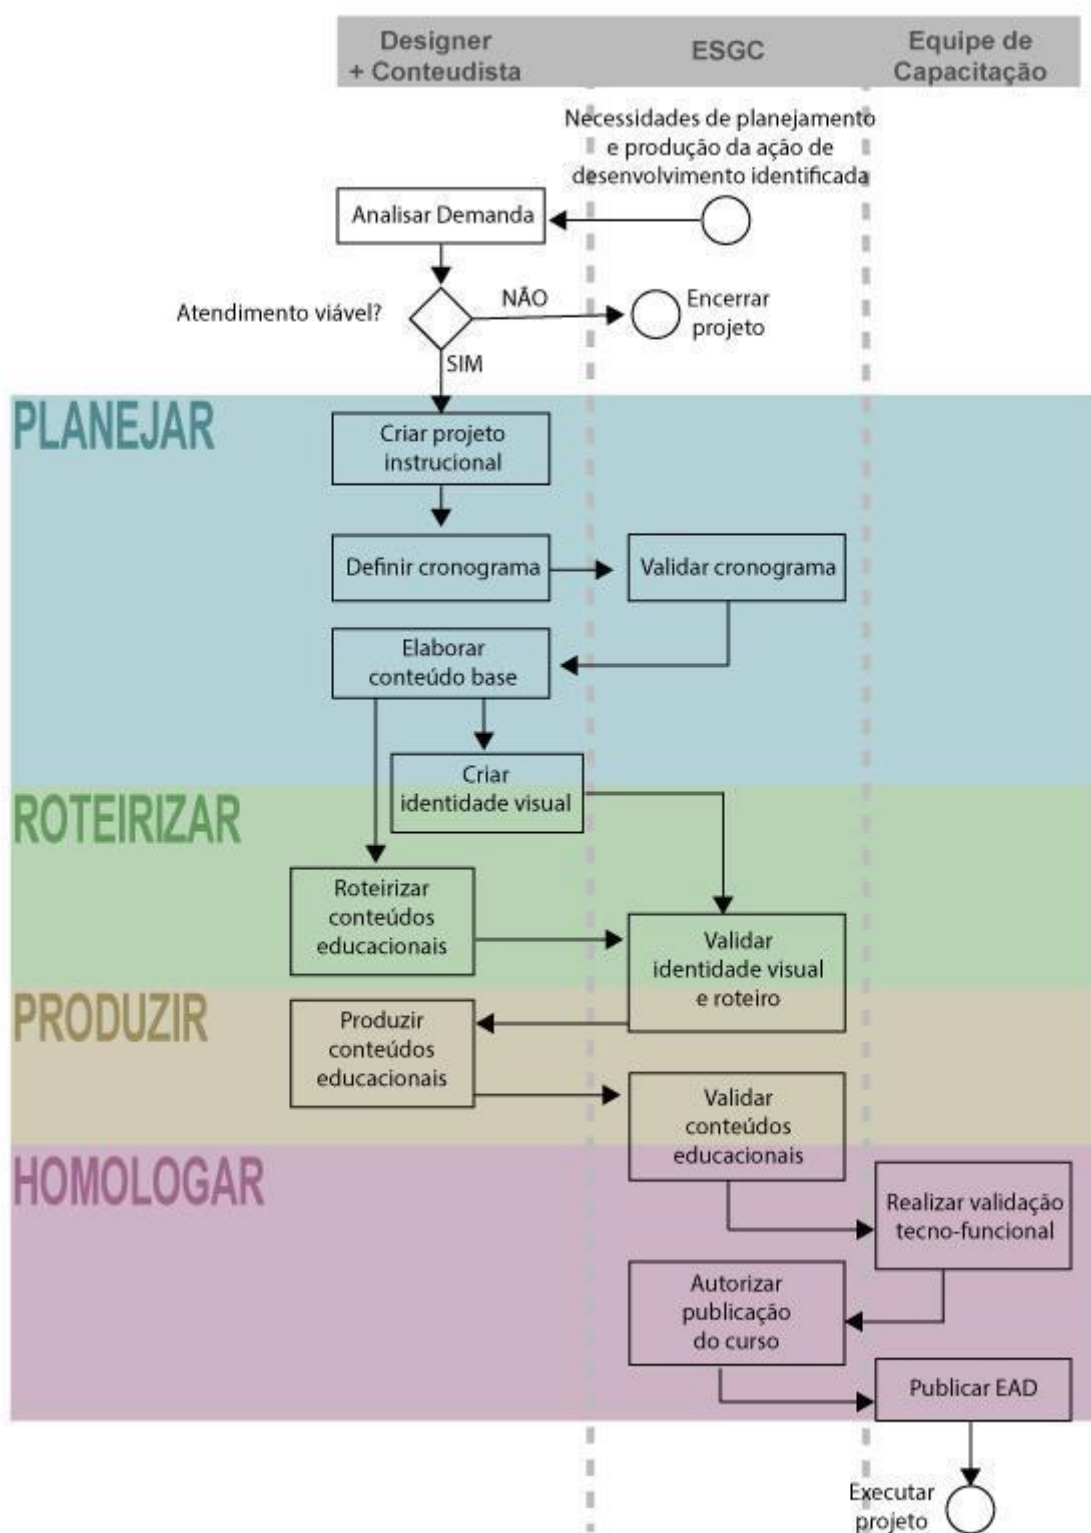 Designer
+ Conteudista
ESGC
Equipe de
Capacitação
Necessidades de planejamento
e produção da ação de
desenvolvimento identificada
Analisar Demanda
Atendimento viável?
NÃO
Encerrar
projeto
SIM
PLANEJAR
Criar projeto
instrucional
Definir cronograma
Validar cronograma
Elaborar
conteúdo base
Criar
identidade visual
ROTEIRIZAR
Roteirizar
conteúdos
educacionais
Validar
identidade visual
e roteiro
PRODUZIR
Produzir
conteúdos
educacionais
Validar
conteúdos
educacionais
HOMOLOGAR
Realizar validação
tecno-funcional
Autorizar
publicação
do curso
Publicar EAD
Executar
projeto